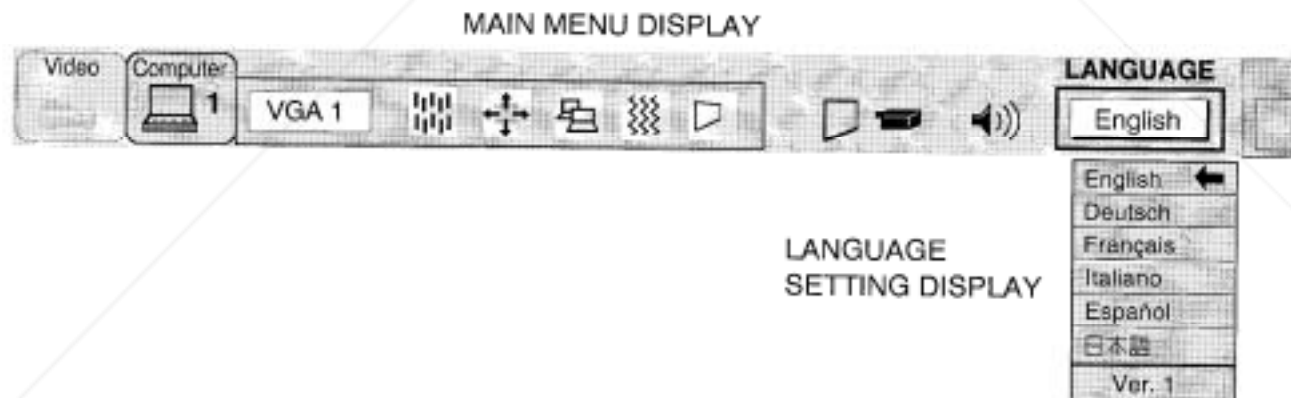 MAIN MENU DISPLAY
Video
Computer
1
VGA 1
LANGUAGE
English
English
Deutsch
Français
Italiano
Español
日本語
Ver. 1
LANGUAGE
SETTING DISPLAY